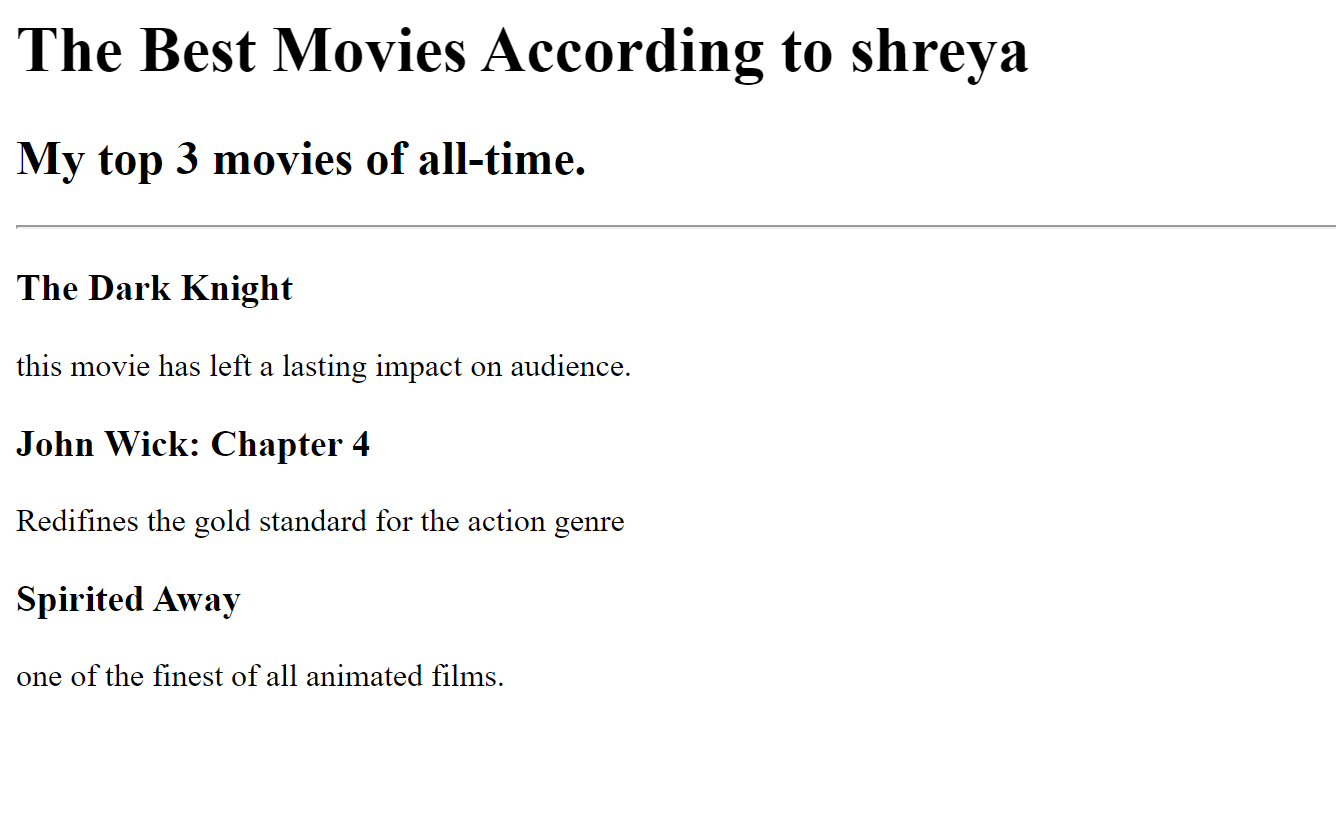 The Best Movies According to shreya
My top 3 movies of all-time.
The Dark Knight
this movie has left a lasting impact on audience.
John Wick: Chapter 4
Redifines the gold standard for the action genre
Spirited Away
one of the finest of all animated films.